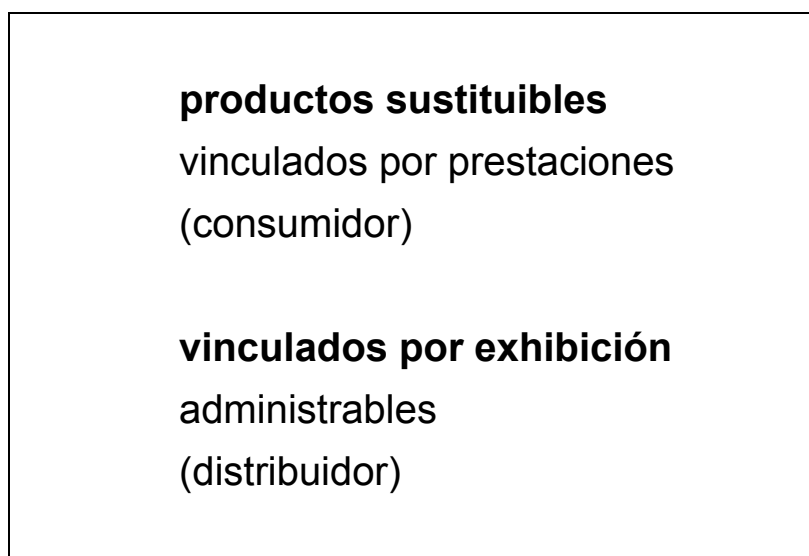 productos sustituibles
vinculados por prestaciones
(consumidor)
vinculados por exhibición
administrables
(distribuidor)